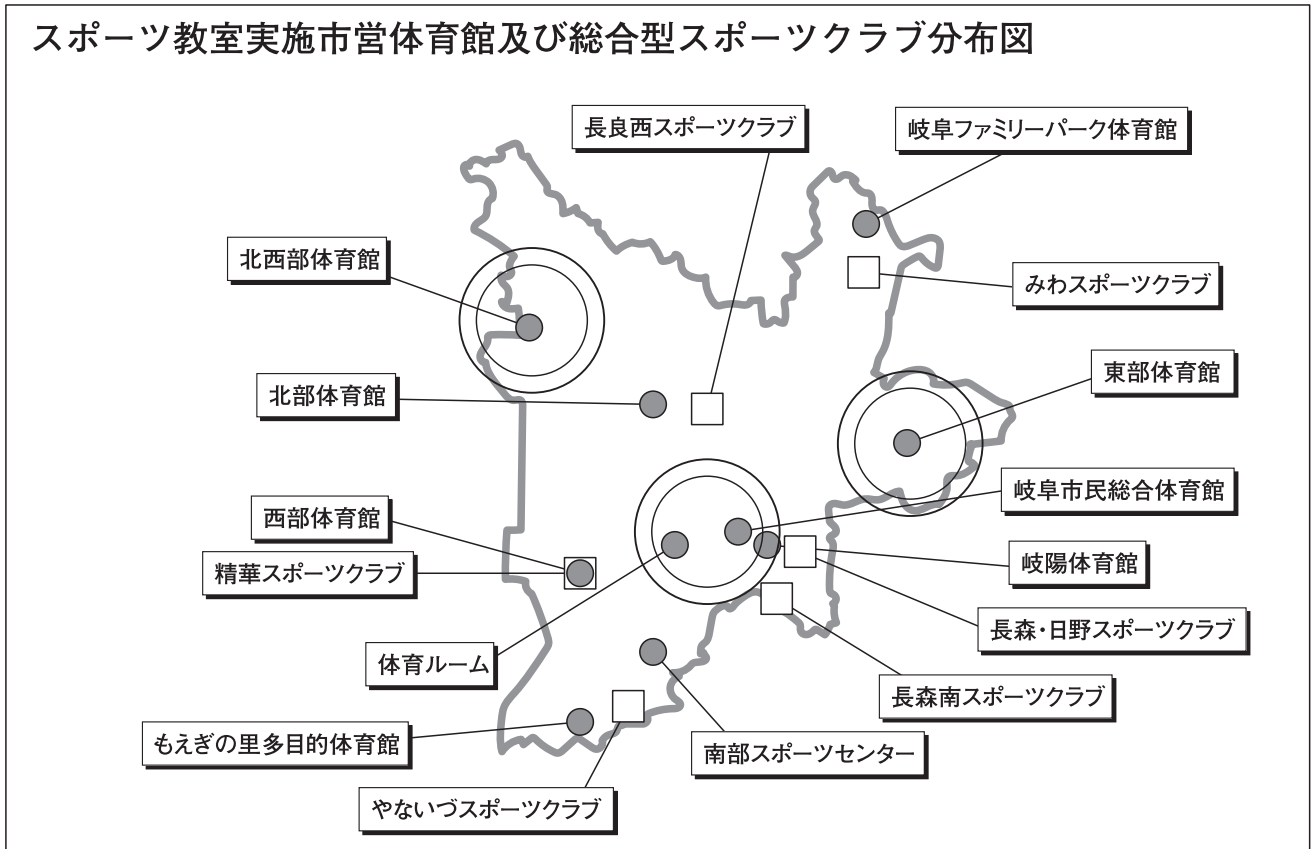 スポーツ教室実施市営体育館及び総合型スポーツクラブ分布図
長良西スポーツクラブ
岐阜ファミリーパーク体育館
北西部体育館
みわスポーツクラブ
東部体育館
北部体育館
岐阜市民総合体育館
西部体育館
精華スポーツクラブ
岐陽体育館
長森・日野スポーツクラブ
体育ルーム
長森南スポーツクラブ
もえぎの里多目的体育館
南部スポーツセンター
やないづスポーツクラブ